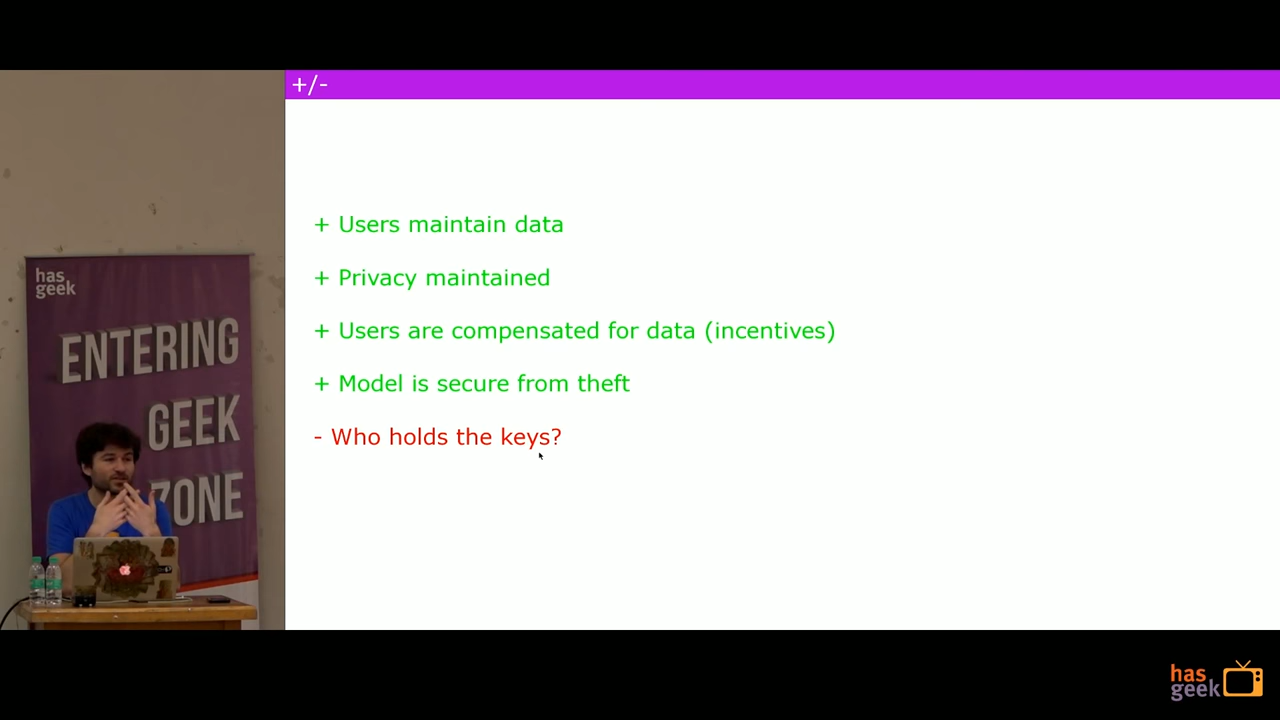 +/-
+ Users maintain data
+ Privacy maintained
+ Users are compensated for data (incentives)
+ Model is secure from theft
- Who holds the keys?
has
geek
ENTERING
GEEK
ZONE
has
geek